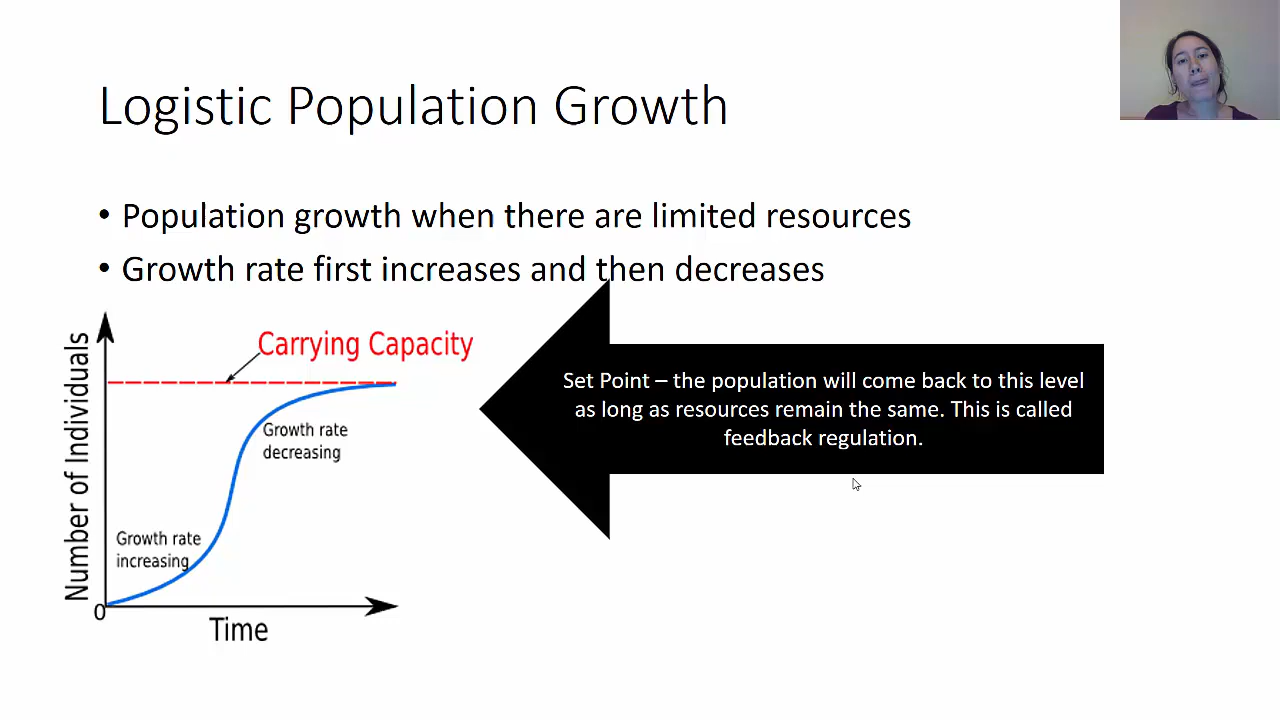 Logistic Population Growth
• Population growth when there are limited resources
• Growth rate first increases and then decreases
Number of Individuals
Carrying Capacity
Growth rate
decreasing
Growth rate
increasing
0
Time
Set Point – the population will come back to this level
as long as resources remain the same. This is called
feedback regulation.